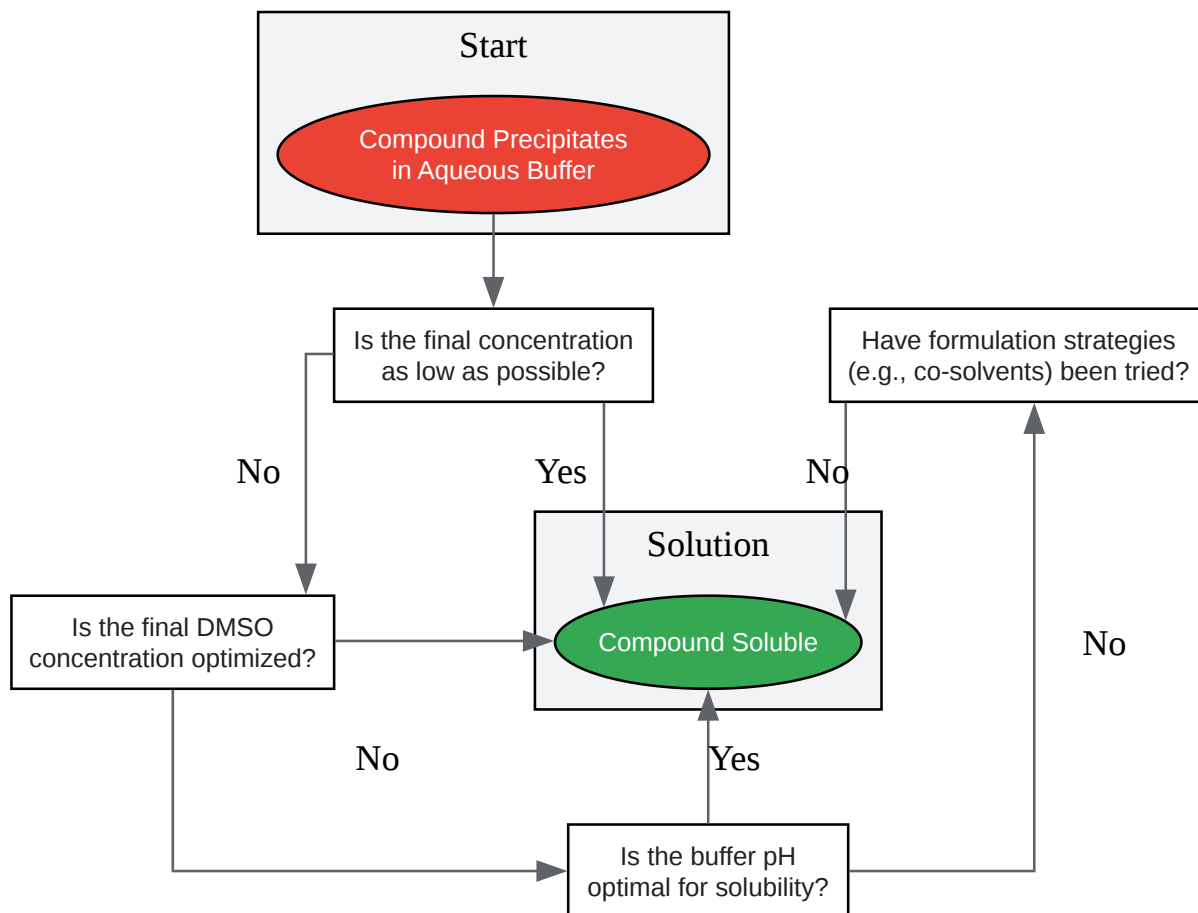 Start
Compound Precipitates
in Aqueous Buffer
Is the final concentration
as low as possible?
Have formulation strategies
(e.g., co-solvents) been tried?
No
Yes
No
Solution
Is the final DMSO
concentration optimized?
Compound Soluble
No
No
Yes
Is the buffer pH
optimal for solubility?